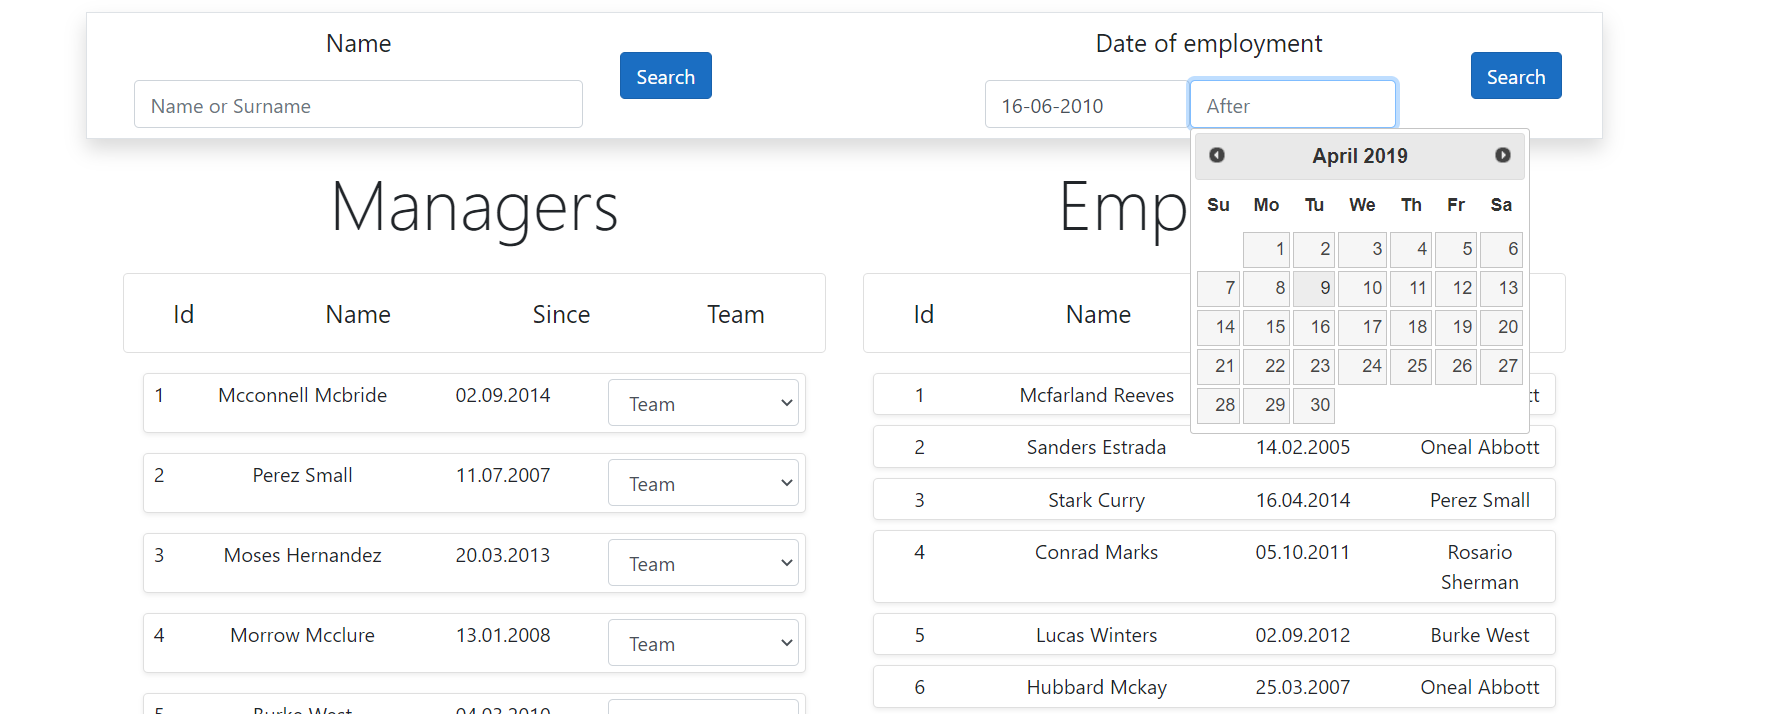 Name
Name or Surname
Search
Date of employment
16-06-2010
After
Search
April 2019
Su Mo Tu We Th Fr Sa
1 2 3 4 5 6
7 8 9 10 11 12 13
14 15 16 17 18 19 20
21 22 23 24 25 26 27
28 29 30
Managers
Id Name Since Team
1 Mcconnell Mcbride 02.09.2014 Team
2 Perez Small 11.07.2007 Team
3 Moses Hernandez 20.03.2013 Team
4 Morrow Mcclure 13.01.2008 Team
5 Burke West 04.03.2010
Emp
Id Name
1 Mcfarland Reeves
2 Sanders Estrada 14.02.2005 Oneal Abbott
3 Stark Curry 16.04.2014 Perez Small
4 Conrad Marks 05.10.2011 Rosario
Sherman
5 Lucas Winters 02.09.2012 Burke West
6 Hubbard Mckay 25.03.2007 Oneal Abbott